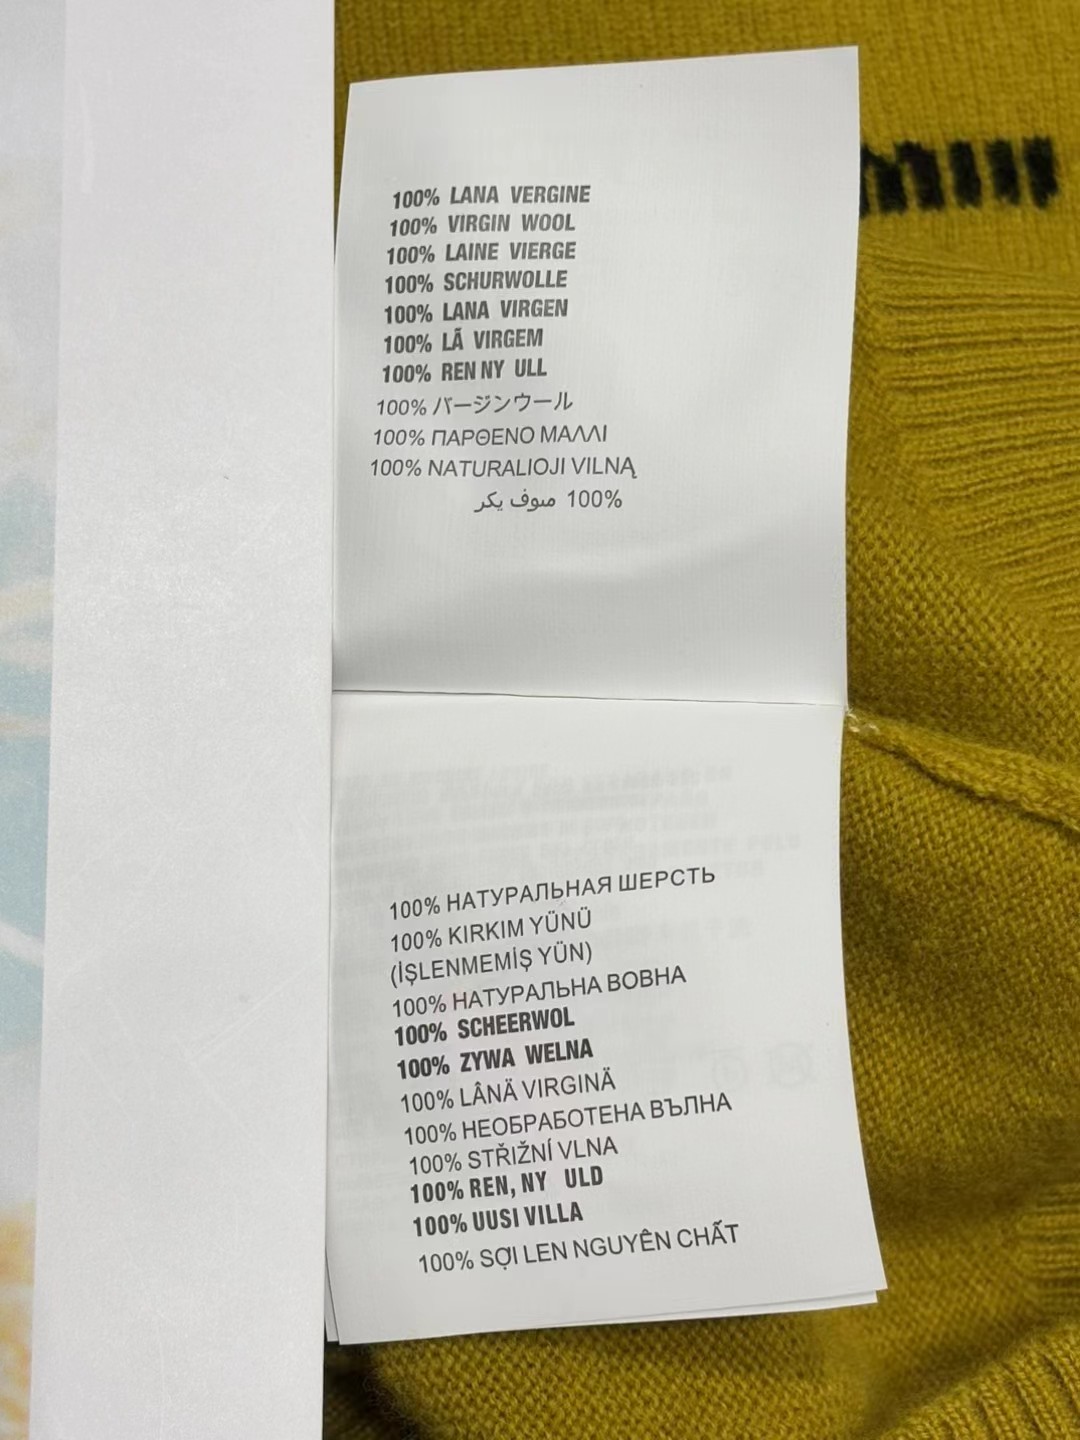 100% LANA VERGINE
100% VIRGIN WOOL
100% LAINE VIERGE
100% SCHURWOLLE
100% LANA VIRGEN
100% LÃ VIRGEM
100% REN NY ULL
100% バージンウール
100% ΠΑΡΘΕΝΟ ΜΑΛΛΙ
100% NATURALIOJI VILNĄ
100% صوف بكر
100% НАТУРАЛЬНАЯ ШЕРСТЬ
100% KIRKIM YÜNÜ
(İŞLENMEMİŞ YÜN)
100% НАТУРАЛЬНА ВОВНА
100% SCHEERWOL
100% ZYWA WELNA
100% LÂNÄ VIRGINÄ
100% НЕОБРАБОТЕНА ВЪЛНА
100% STŘIŽNÍ VLNA
100% REN, NY ULD
100% UUSI VILLA
100% SỢI LEN NGUYÊN CHẤT